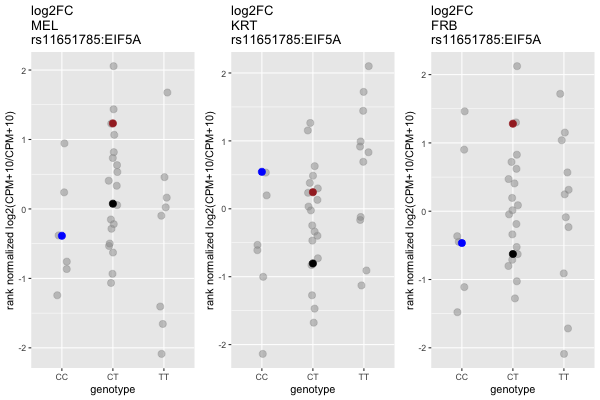 log2FC
MEL
rs11651785:EIF5A
rank normalized log2(CPM+10/CPM+10)
2
1
0
-1
-2
CC
CT
TT
genotype
log2FC
KRT
rs11651785:EIF5A
rank normalized log2(CPM+10/CPM+10)
2
1
0
-1
-2
CC
CT
TT
genotype
log2FC
FRB
rs11651785:EIF5A
rank normalized log2(CPM+10/CPM+10)
2
1
0
-1
-2
CC
CT
TT
genotype